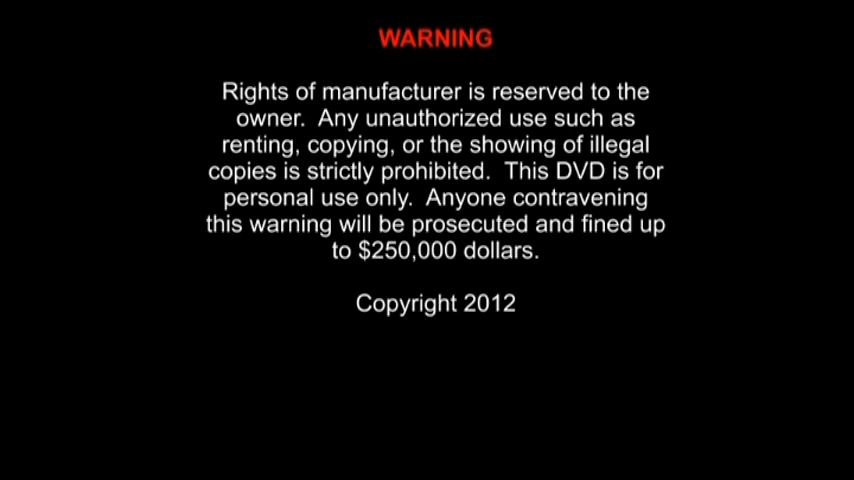 WARNING
Rights of manufacturer is reserved to the
owner.  Any unauthorized use such as
renting, copying, or the showing of illegal
copies is strictly prohibited.  This DVD is for
personal use only.  Anyone contravening
this warning will be prosecuted and fined up
to $250,000 dollars.
Copyright 2012